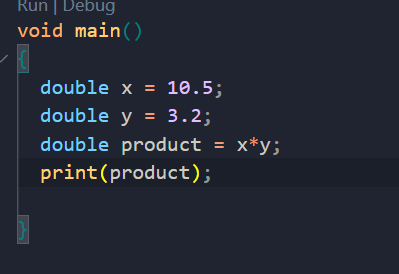 Run | Debug
void main()
{
  double x = 10.5;
  double y = 3.2;
  double product = x*y;
  print(product);
}